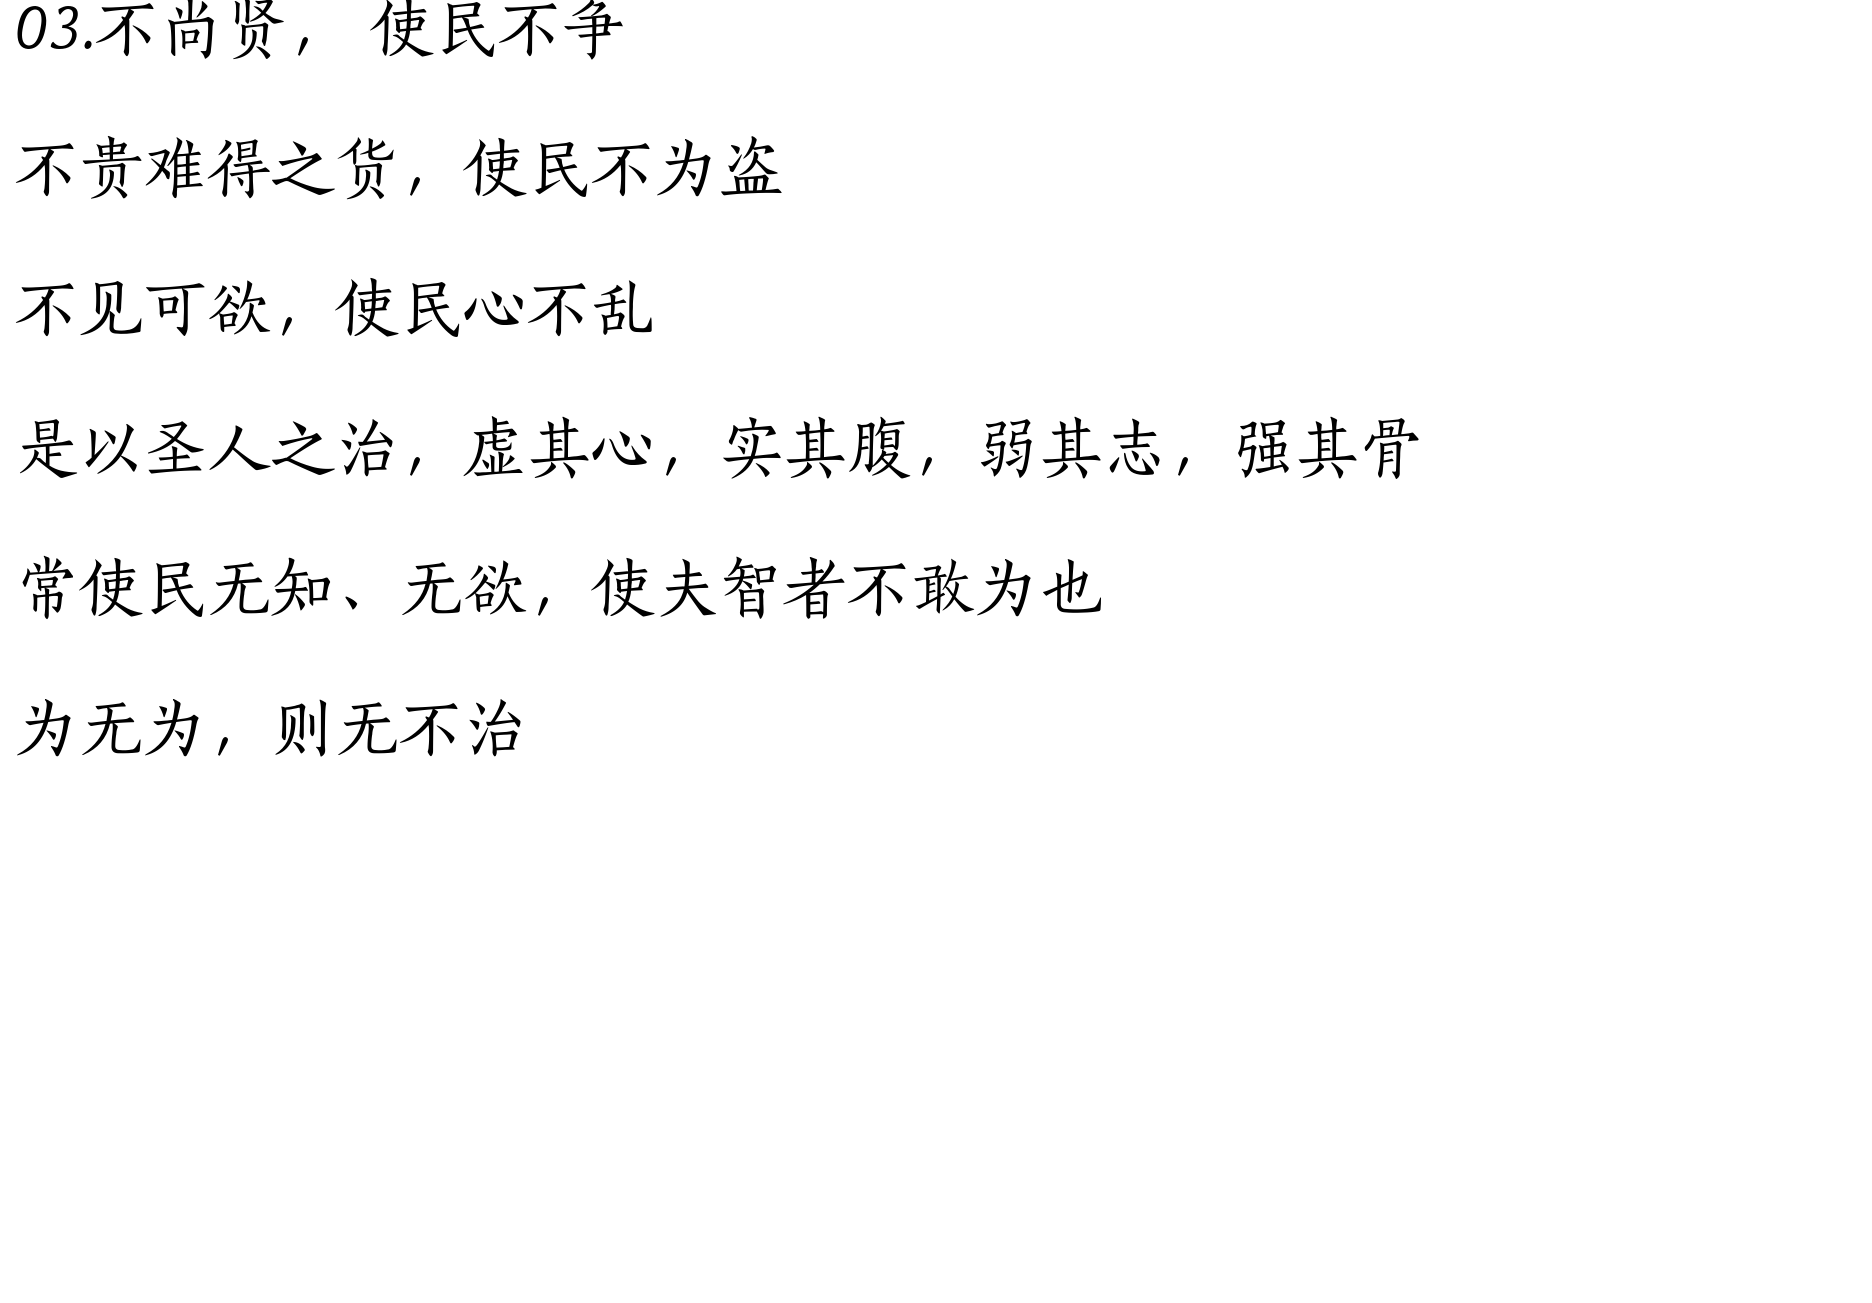 03.不尚贤， 使民不争
不贵难得之货，使民不为盗
不见可欲，使民心不乱
是以圣人之治，虚其心，实其腹，弱其志，强其骨
常使民无知、无欲，使夫智者不敢为也
为无为，则无不治